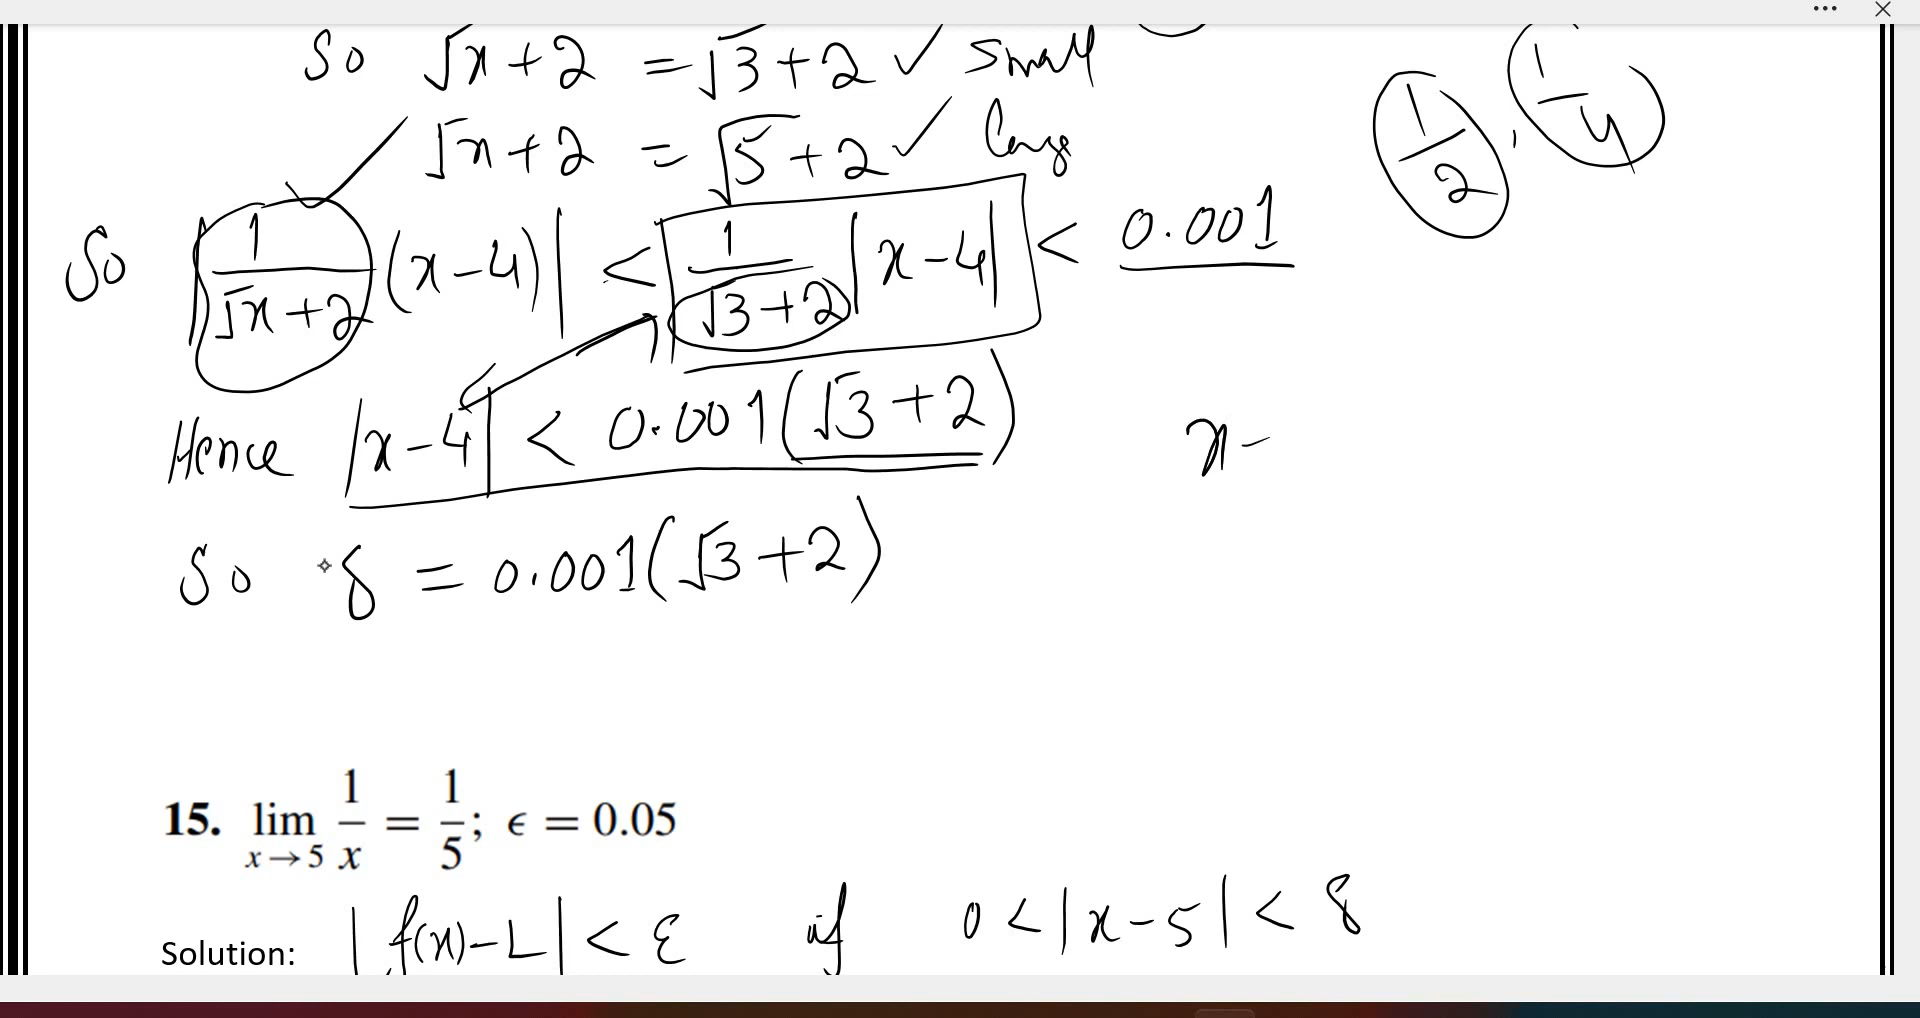 So √x+2 = √3+2 ✓ Small
√x+2 = √5+2 ✓
1/2 , 1/4
So |1/(√x+2) (x-4)| < 1/(√3+2) |x-4| < 0.001
Hence |x-4| < 0.001(√3+2)
x-
So δ = 0.001(√3+2)
15. lim x→5 1/x = 1/5; ϵ = 0.05
Solution: |f(x)-L| < ε if 0<|x-5|<δ